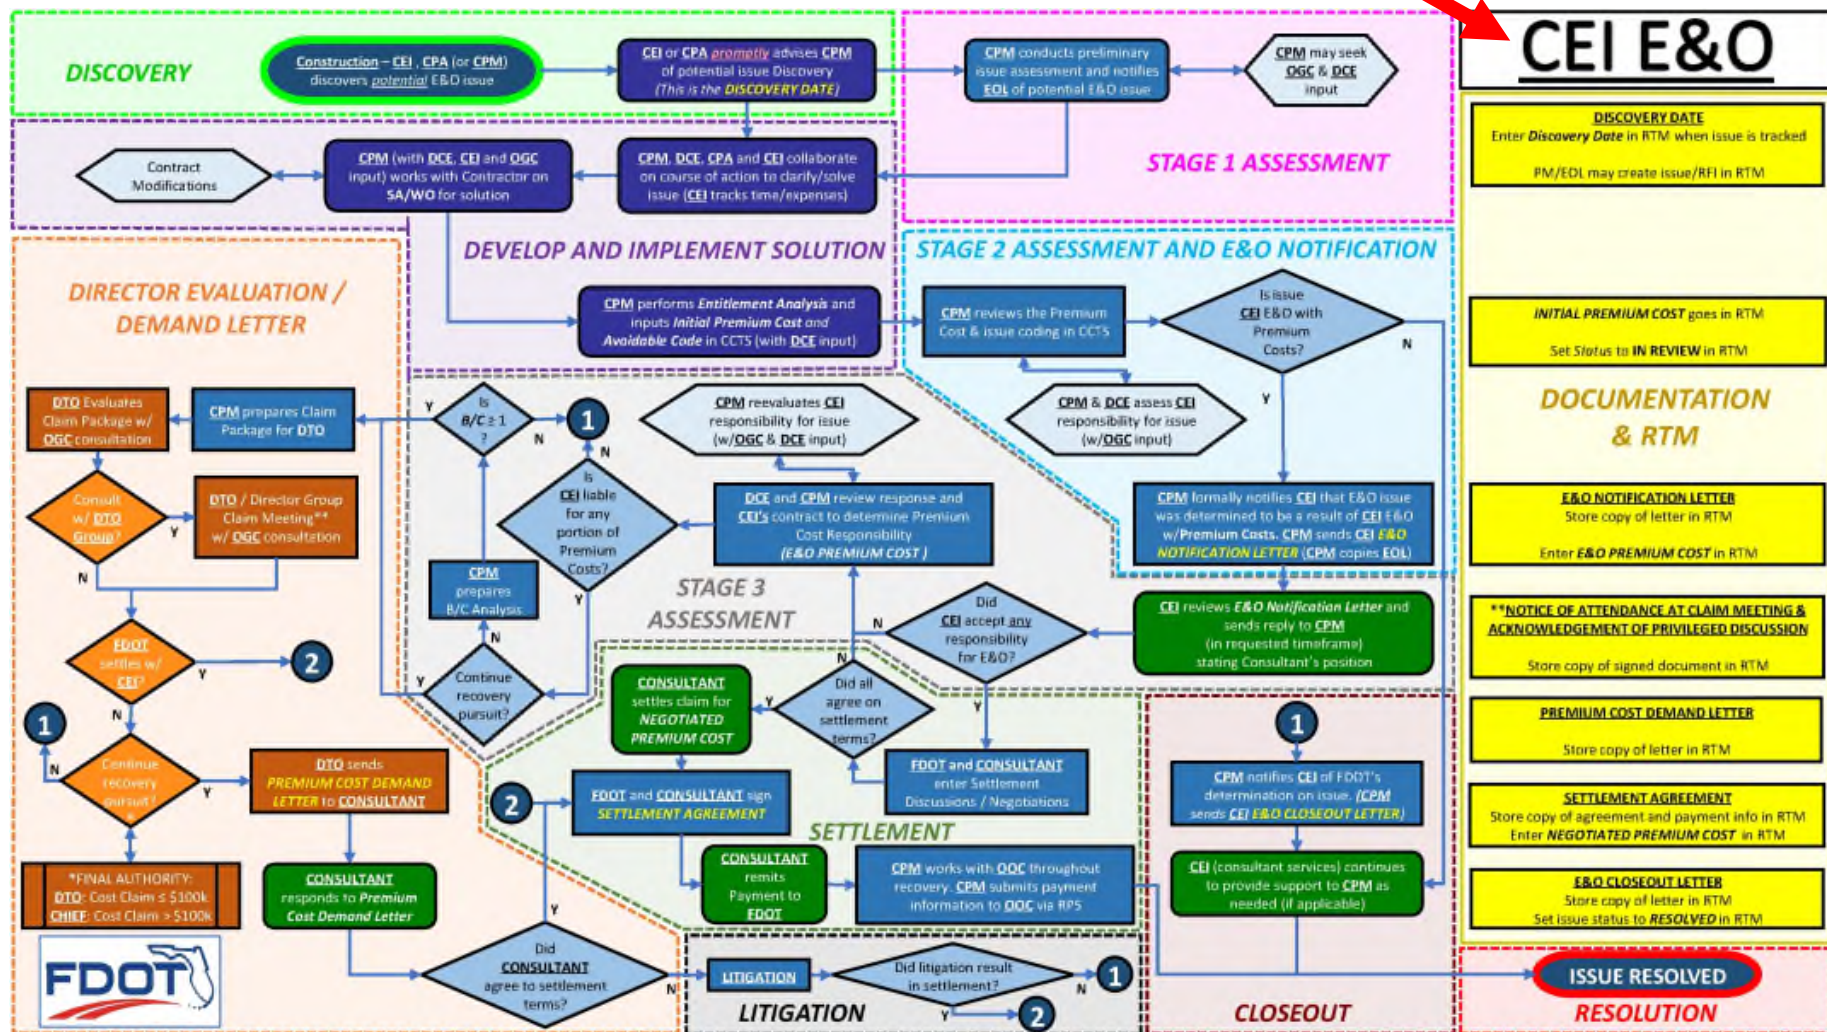 CEI E&O
DISCOVERY
Construction – CEI , CPA (or CPM)
discovers potential E&O issue
CEI or CPA promptly advises CPM
of potential issue Discovery
(This is the DISCOVERY DATE)
CPM conducts preliminary
issue assessment and notifies
EOL of potential E&O issue
CPM may seek
OGC & DCE
input
STAGE 1 ASSESSMENT
Contract
Modifications
CPM (with DCE, CEI and OGC
input) works with Contractor on
SA/WO for solution
CPM, DCE, CPA and CEI collaborate
on course of action to clarify/solve
issue (CEI tracks time/expenses)
DEVELOP AND IMPLEMENT SOLUTION
CPM performs Entitlement Analysis and
inputs Initial Premium Cost and
Avoidable Code in CCTS (with DCE input)
STAGE 2 ASSESSMENT AND E&O NOTIFICATION
CPM reviews the Premium
Cost & issue coding in CCTS
Is issue
CEI E&O with
Premium
Costs?
N
Y
CPM & DCE assess CEI
responsibility for issue
(w/OGC input)
CPM formally notifies CEI that E&O issue
was determined to be a result of CEI E&O
w/Premium Costs. CPM sends CEI E&O
NOTIFICATION LETTER (CPM copies EOL)
CEI reviews E&O Notification Letter and
sends reply to CPM
(in requested timeframe)
stating Consultant's position
Did
CEI accept any
responsibility
for E&O?
N
Y
STAGE 3
ASSESSMENT
CPM reevaluates CEI
responsibility for issue
(w/OGC & DCE input)
DCE and CPM review response and
CEI's contract to determine Premium
Cost Responsibility
(E&O PREMIUM COST )
Is
CEI liable
for any
portion of
Premium
Costs?
N
Y
1
Is
B/C ≥ 1
?
Y
N
CPM
prepares
B/C Analysis
N
Continue
recovery
pursuit?
Y
DIRECTOR EVALUATION /
DEMAND LETTER
DTO Evaluates
Claim Package w/
OGC consultation
CPM prepares Claim
Package for DTO
Consult
w/ DTO
Group?
Y
N
DTO / Director Group
Claim Meeting**
w/ OGC consultation
FDOT
settles w/
CEI?
Y
2
N
1
N
Continue
recovery
pursuit?
*
Y
DTO sends
PREMIUM COST DEMAND
LETTER to CONSULTANT
*FINAL AUTHORITY:
DTO: Cost Claim ≤ $100k
CHIEF: Cost Claim > $100k
CONSULTANT
responds to Premium
Cost Demand Letter
FDOT
Did
CONSULTANT
agree to settlement
terms?
Y
N
SETTLEMENT
CONSULTANT
settles claim for
NEGOTIATED
PREMIUM COST
Y
Did all
agree on
settlement
terms?
N
FDOT and CONSULTANT
enter Settlement
Discussions / Negotiations
2
FDOT and CONSULTANT sign
SETTLEMENT AGREEMENT
CONSULTANT
remits
Payment to
FDOT
CPM works with OOC throughout
recovery. CPM submits payment
information to OOC via RPS
LITIGATION
LITIGATION
Did litigation result
in settlement?
N
1
Y
2
1
CPM notifies CEI of FDOT's
determination on issue. (CPM
sends CEI E&O CLOSEOUT LETTER)
CEI (consultant services) continues
to provide support to CPM as
needed (if applicable)
CLOSEOUT
DISCOVERY DATE
Enter Discovery Date in RTM when issue is tracked
PM/EOL may create issue/RFI in RTM
INITIAL PREMIUM COST goes in RTM
Set Status to IN REVIEW in RTM
DOCUMENTATION
& RTM
E&O NOTIFICATION LETTER
Store copy of letter in RTM
Enter E&O PREMIUM COST in RTM
**NOTICE OF ATTENDANCE AT CLAIM MEETING &
ACKNOWLEDGEMENT OF PRIVILEGED DISCUSSION
Store copy of signed document in RTM
PREMIUM COST DEMAND LETTER
Store copy of letter in RTM
SETTLEMENT AGREEMENT
Store copy of agreement and payment info in RTM
Enter NEGOTIATED PREMIUM COST in RTM
E&O CLOSEOUT LETTER
Store copy of letter in RTM
Set issue status to RESOLVED in RTM
ISSUE RESOLVED
RESOLUTION